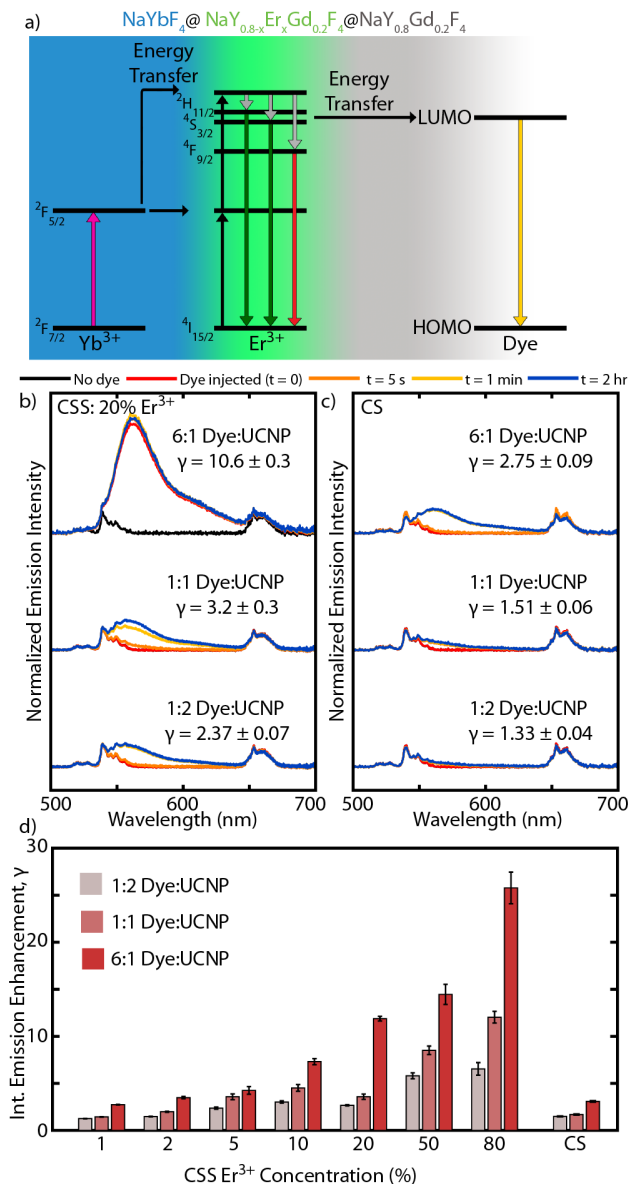 a)
NaYbF₄@ NaY₀.₈₋ₓErₓGd₀.₂F₄@NaY₀.₈Gd₀.₂F₄
Energy
Transfer
Energy
Transfer
²H₁₁/₂
⁴S₃/₂
⁴F₉/₂
LUMO
²F₅/₂
²F₇/₂
Yb³⁺
⁴I₁₅/₂
Er³⁺
HOMO
Dye
No dye Dye injected (t = 0) t = 5 s t = 1 min t = 2 hr
b)
CSS: 20% Er³⁺
6:1 Dye:UCNP
γ = 10.6 ± 0.3
1:1 Dye:UCNP
γ = 3.2 ± 0.3
1:2 Dye:UCNP
γ = 2.37 ± 0.07
Normalized Emission Intensity
500 600 700
Wavelength (nm)
c)
CS
6:1 Dye:UCNP
γ = 2.75 ± 0.09
1:1 Dye:UCNP
γ = 1.51 ± 0.06
1:2 Dye:UCNP
γ = 1.33 ± 0.04
Normalized Emission Intensity
500 600 700
Wavelength (nm)
d)
Int. Emission Enhancement, γ
30
20
10
0
1:2 Dye:UCNP
1:1 Dye:UCNP
6:1 Dye:UCNP
1 2 5 10 20 50 80 CS
CSS Er³⁺ Concentration (%)